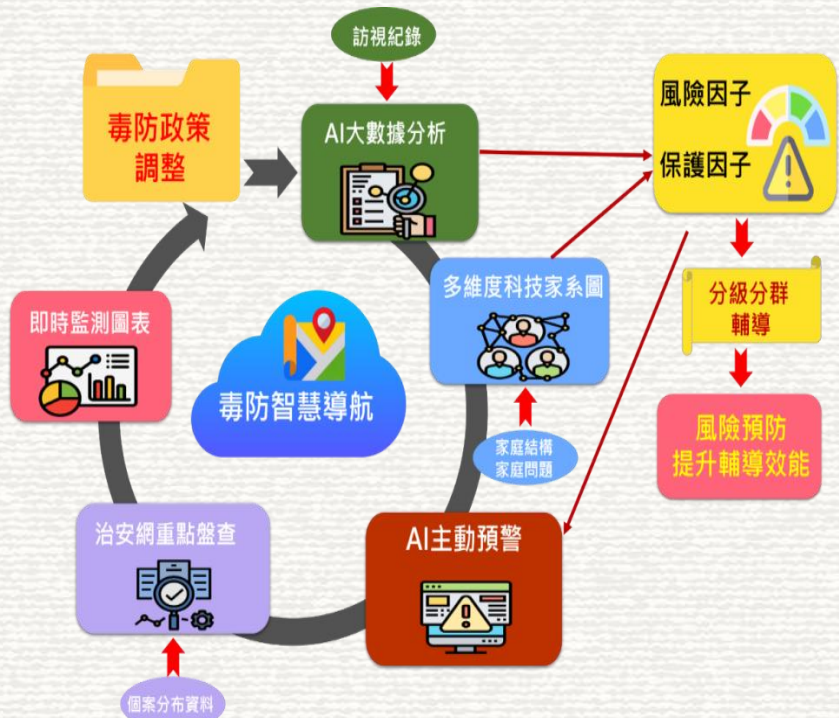 訪視紀錄
毒防政策
調整
AI大數據分析
風險因子
保護因子
多維度科技家系圖
分級分群
輔導
即時監測圖表
毒防智慧導航
家庭結構
家庭問題
風險預防
提升輔導效能
治安網重點盤查
AI主動預警
個案分布資料